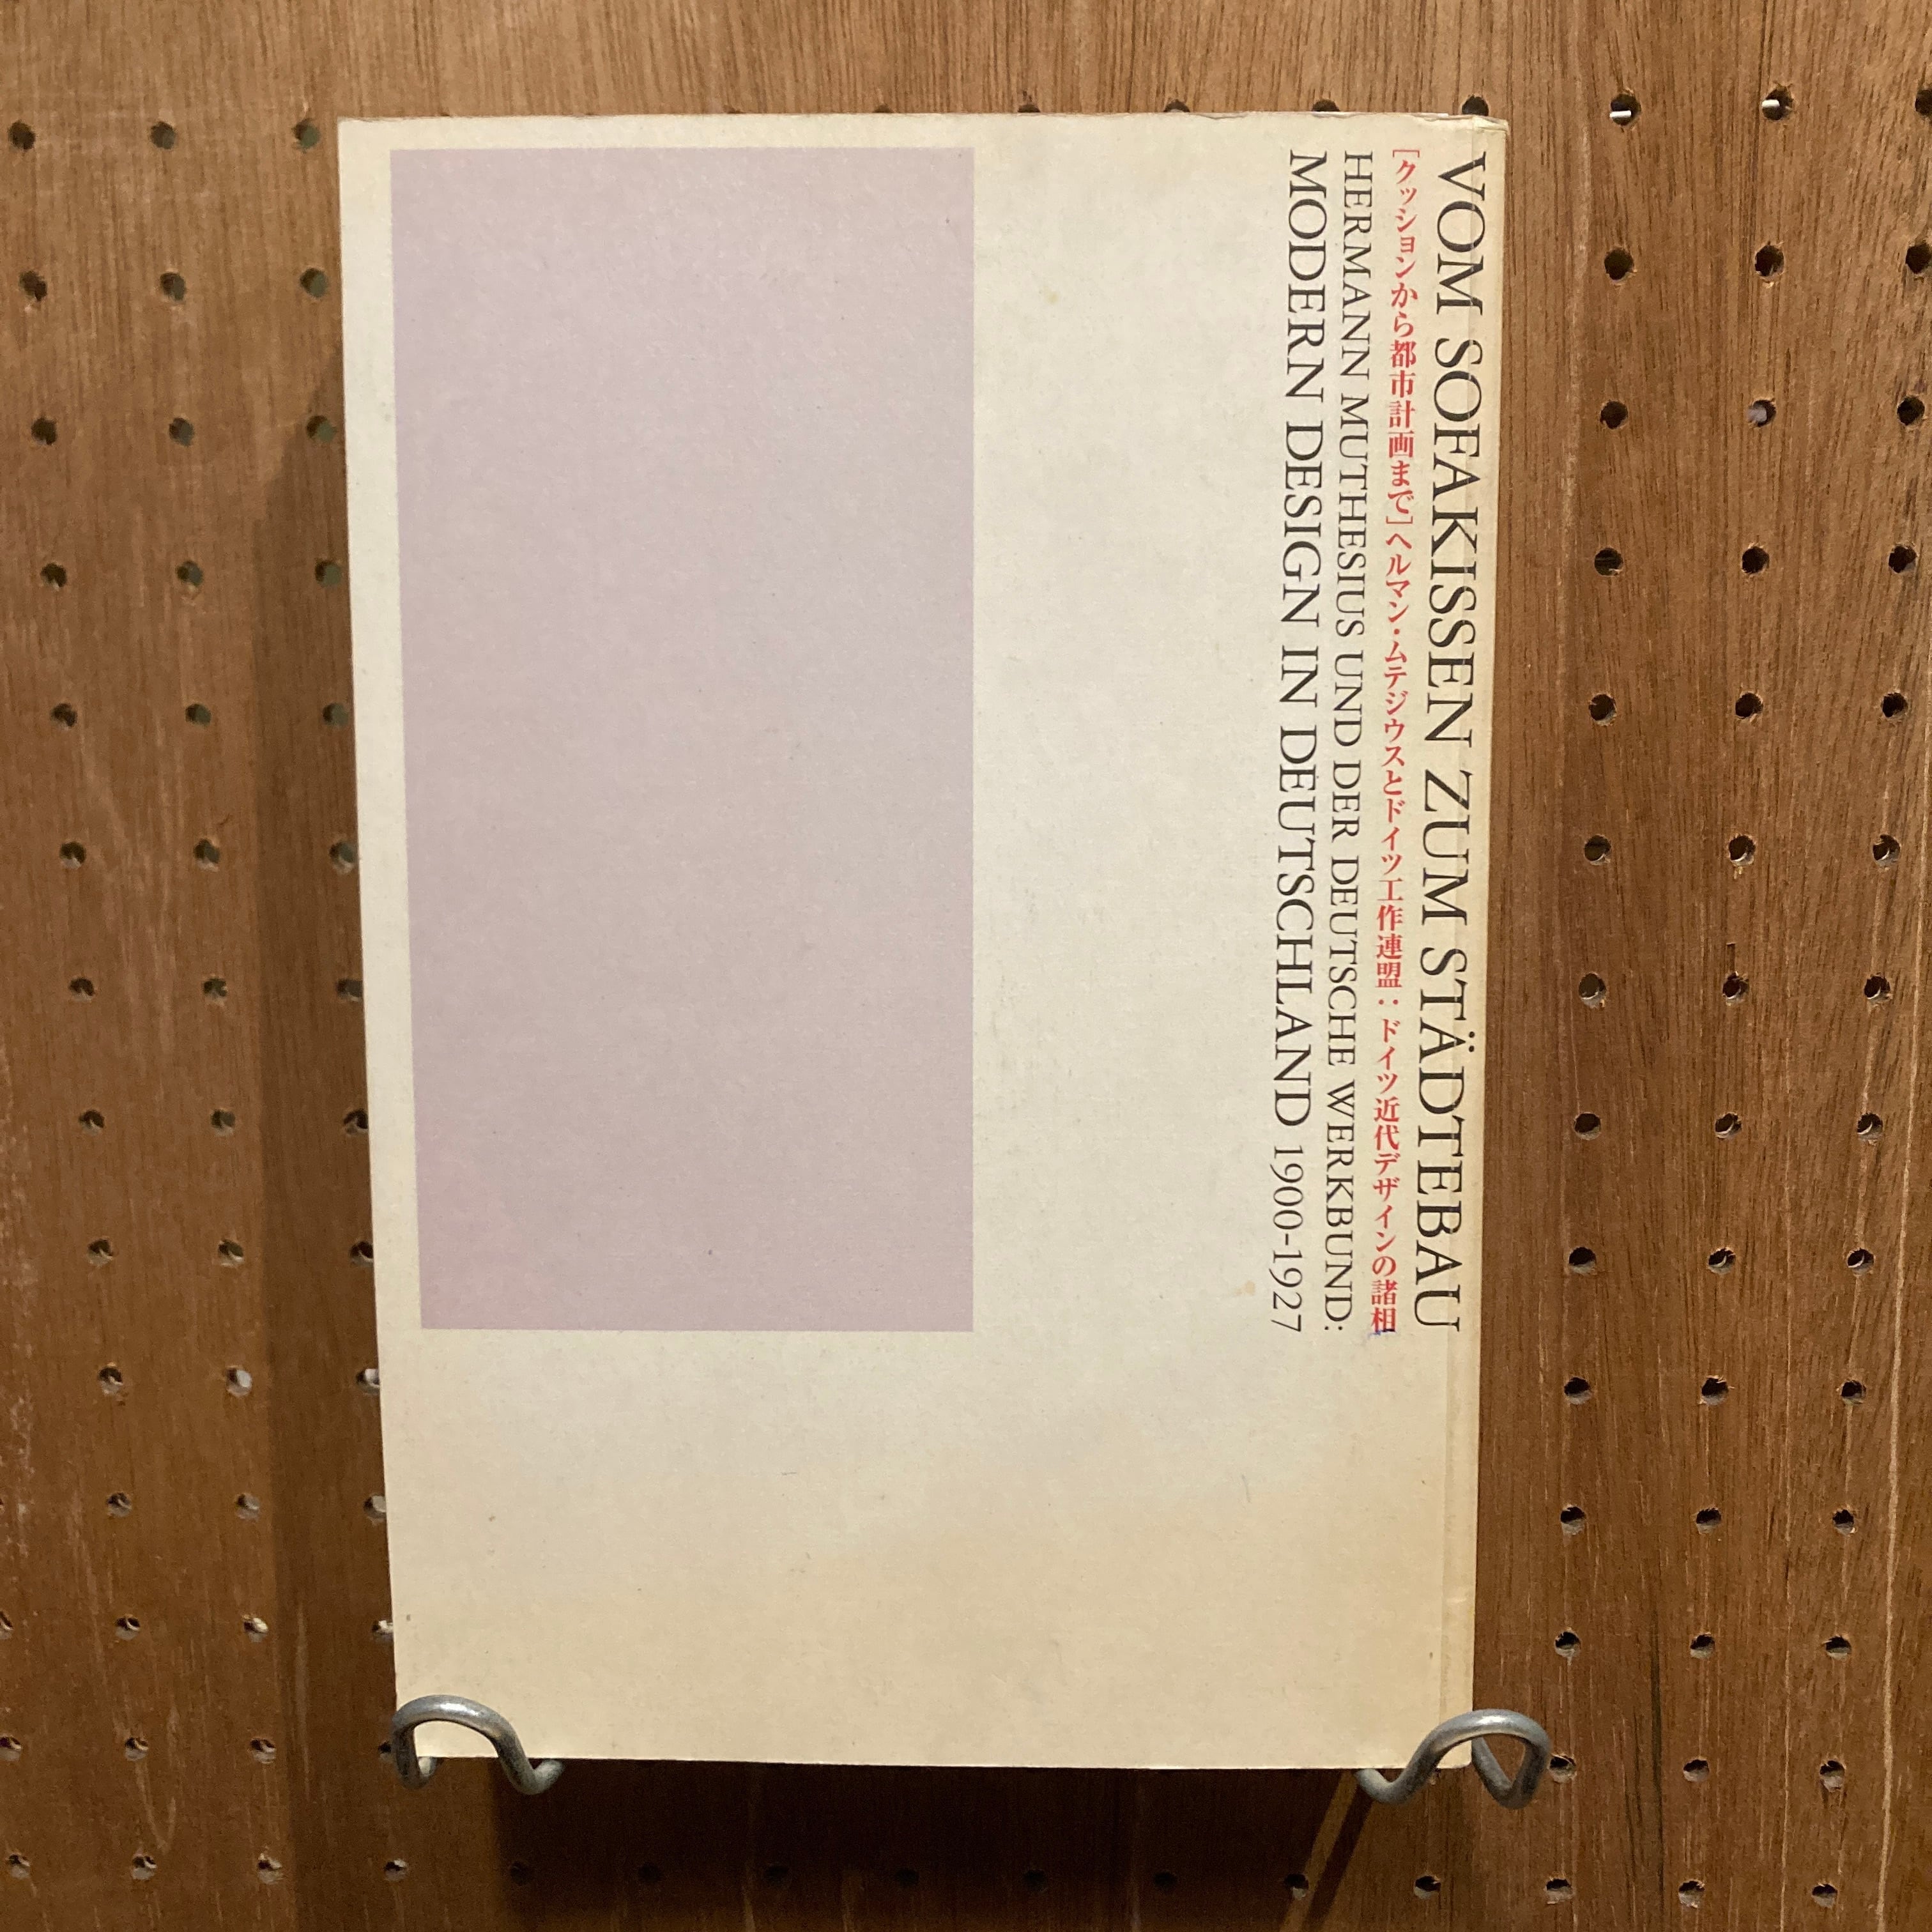 VOM SOFAKISSEN ZUM STÄDTEBAU
[クッションから都市計画まで]ヘルマン・ムテジウスとドイツ工作連盟:ドイツ近代デザインの諸相
HERMANN MUTHESIUS UND DER DEUTSCHE WERKBUND:
MODERN DESIGN IN DEUTSCHLAND 1900-1927